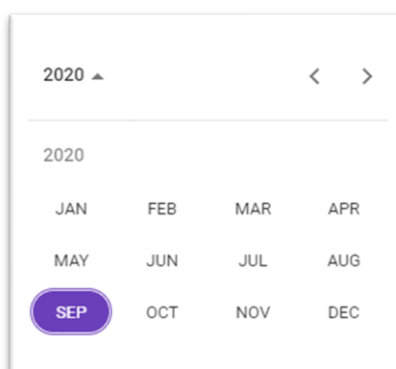 2020
2020
JAN FEB MAR APR
MAY JUN JUL AUG
SEP OCT NOV DEC